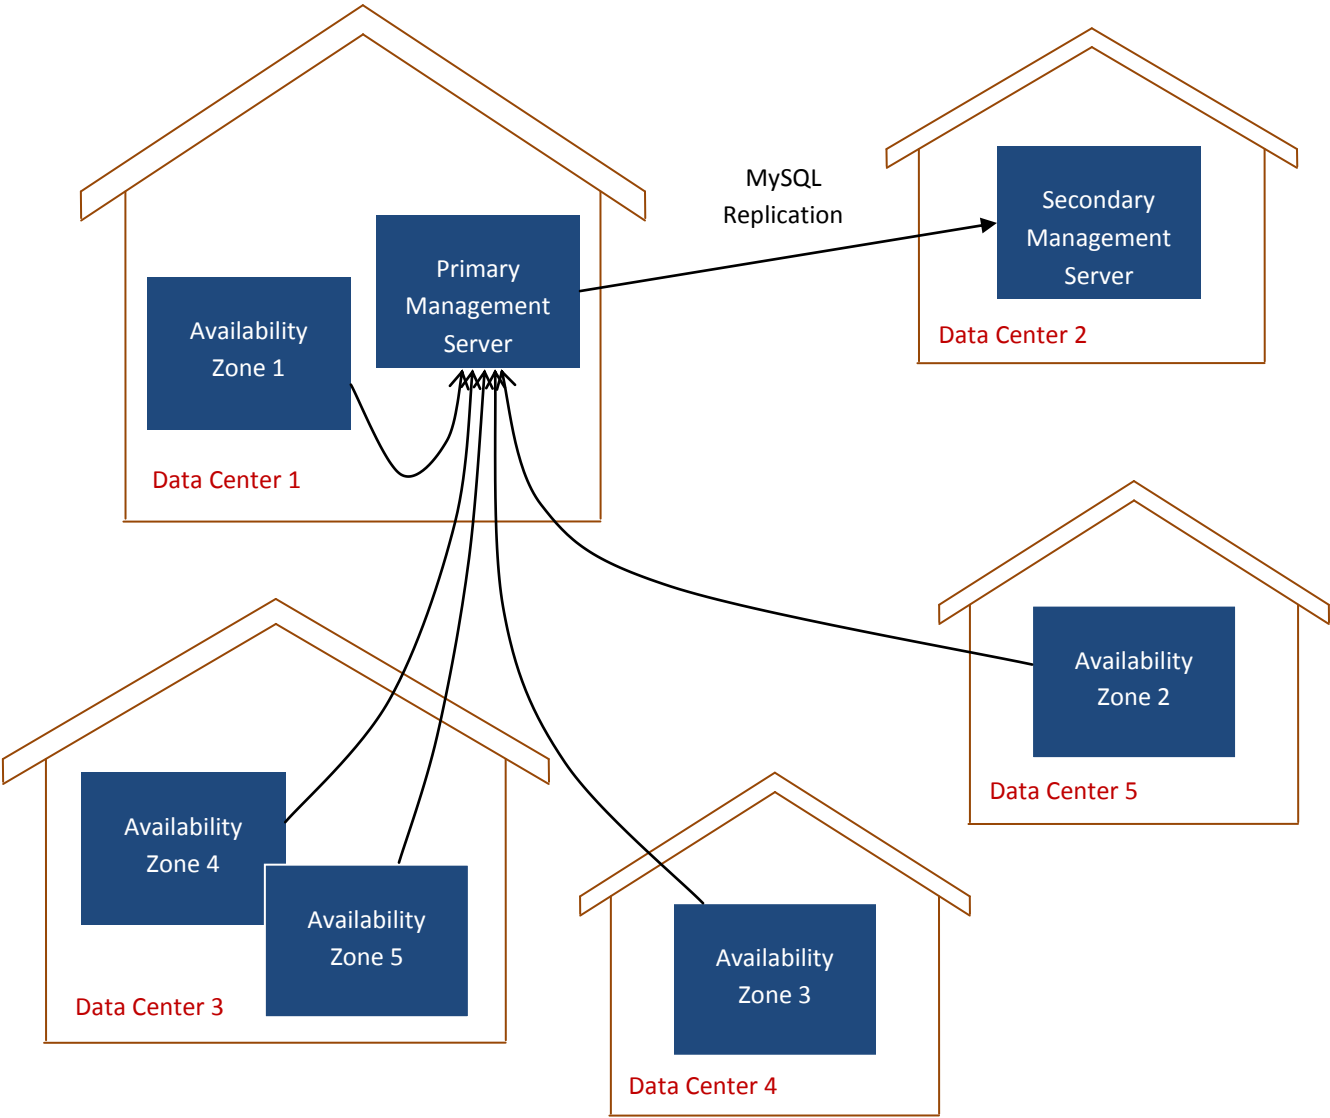 MySQL
Replication
Secondary
Management
Server
Data Center 2
Primary
Management
Server
Availability
Zone 1
Data Center 1
Availability
Zone 2
Data Center 5
Availability
Zone 4
Availability
Zone 5
Data Center 3
Availability
Zone 3
Data Center 4